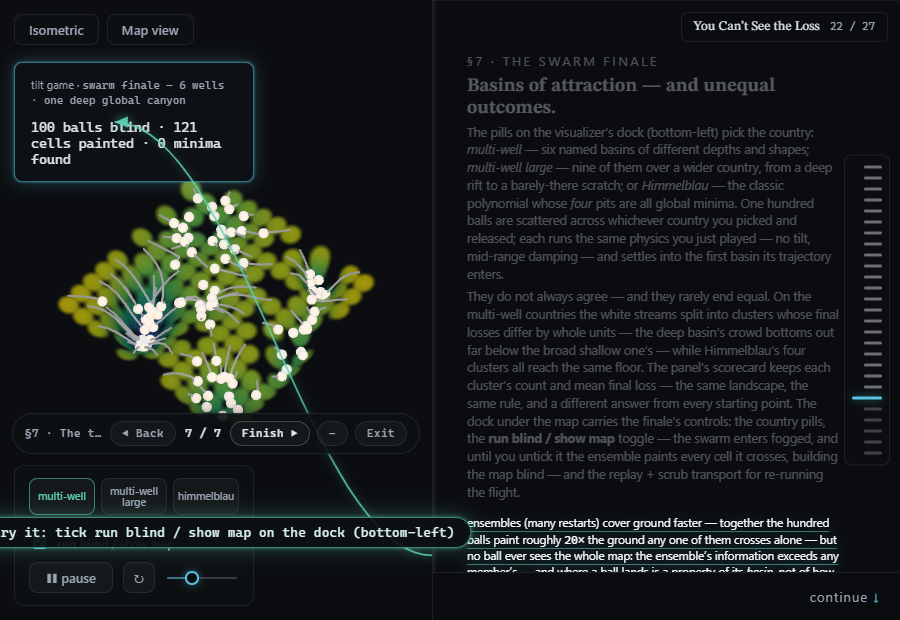 Isometric
Map view
You Can't See the Loss 22 / 27
tilt game · swarm finale — 6 wells
· one deep global canyon
100 balls blind · 121
cells painted · 0 minima
found
§7 · The t…
◂ Back
7 / 7
Finish ▸
–
Exit
multi-well
multi-well
large
himmelblau
ry it: tick run blind / show map on the dock (bottom-left)
pause
↻
§7 · THE SWARM FINALE
Basins of attraction — and unequal
outcomes.
The pills on the visualizer's dock (bottom-left) pick the country:
multi-well — six named basins of different depths and shapes;
multi-well large — nine of them over a wider country, from a deep
rift to a barely-there scratch; or Himmelblau — the classic
polynomial whose four pits are all global minima. One hundred
balls are scattered across whichever country you picked and
released; each runs the same physics you just played — no tilt,
mid-range damping — and settles into the first basin its trajectory
enters.
They do not always agree — and they rarely end equal. On the
multi-well countries the white streams split into clusters whose final
losses differ by whole units — the deep basin's crowd bottoms out
far below the broad shallow one's — while Himmelblau's four
clusters all reach the same floor. The panel's scorecard keeps each
cluster's count and mean final loss — the same landscape, the
same rule, and a different answer from every starting point. The
dock under the map carries the finale's controls: the country pills,
the run blind / show map toggle — the swarm enters fogged, and
until you untick it the ensemble paints every cell it crosses, building
the map blind — and the replay + scrub transport for re-running
the flight.
ensembles (many restarts) cover ground faster — together the hundred
balls paint roughly 20× the ground any one of them crosses alone — but
no ball ever sees the whole map: the ensemble's information exceeds any
member's — and where a ball lands is a property of its basin, not of how
continue ↓